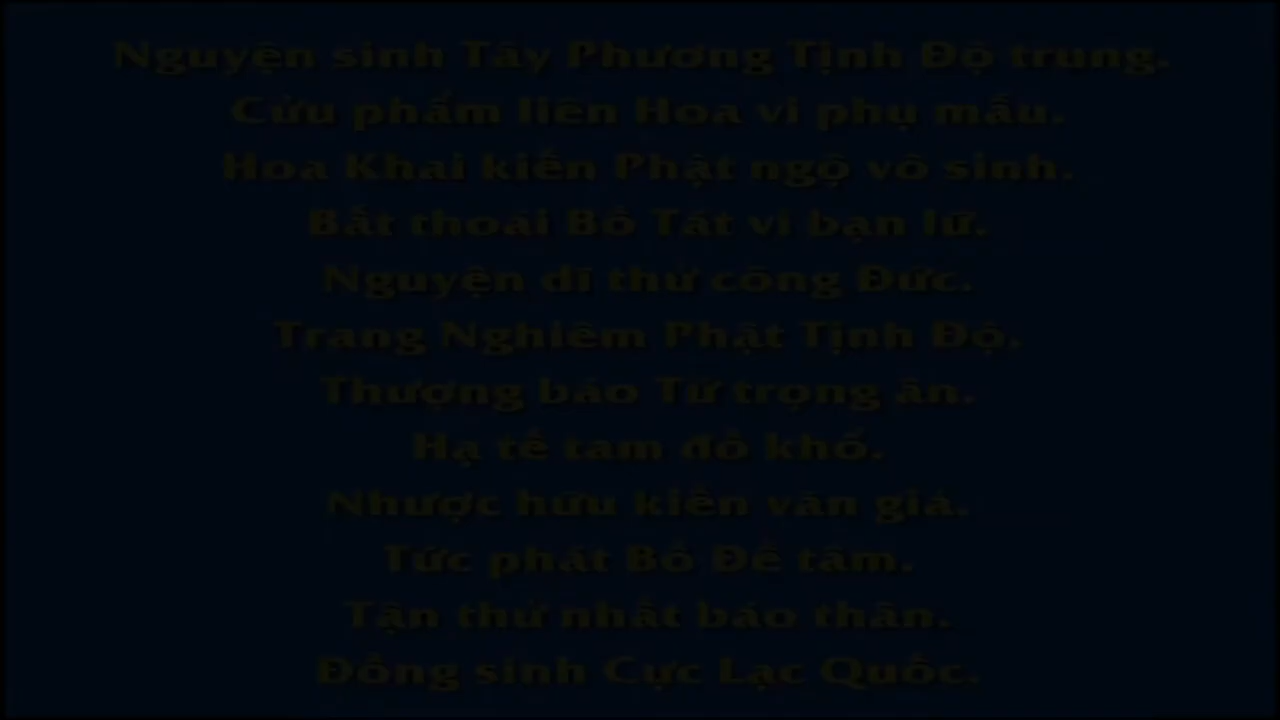 Nguyện sinh Tây Phương Tịnh Độ trung.
Cửu phẩm liên Hoa vi phụ mẫu.
Hoa Khai kiến Phật ngộ vô sinh.
Bất thoái Bồ Tát vi bạn lữ.
Nguyện dĩ thử công Đức.
Trang Nghiêm Phật Tịnh Độ.
Thượng báo Tứ trọng ân.
Hạ tế tam đồ khổ.
Nhược hữu kiến văn giả.
Tức phát Bồ Đề tâm.
Tận thử nhất báo thân.
Đồng sinh Cực Lạc Quốc.